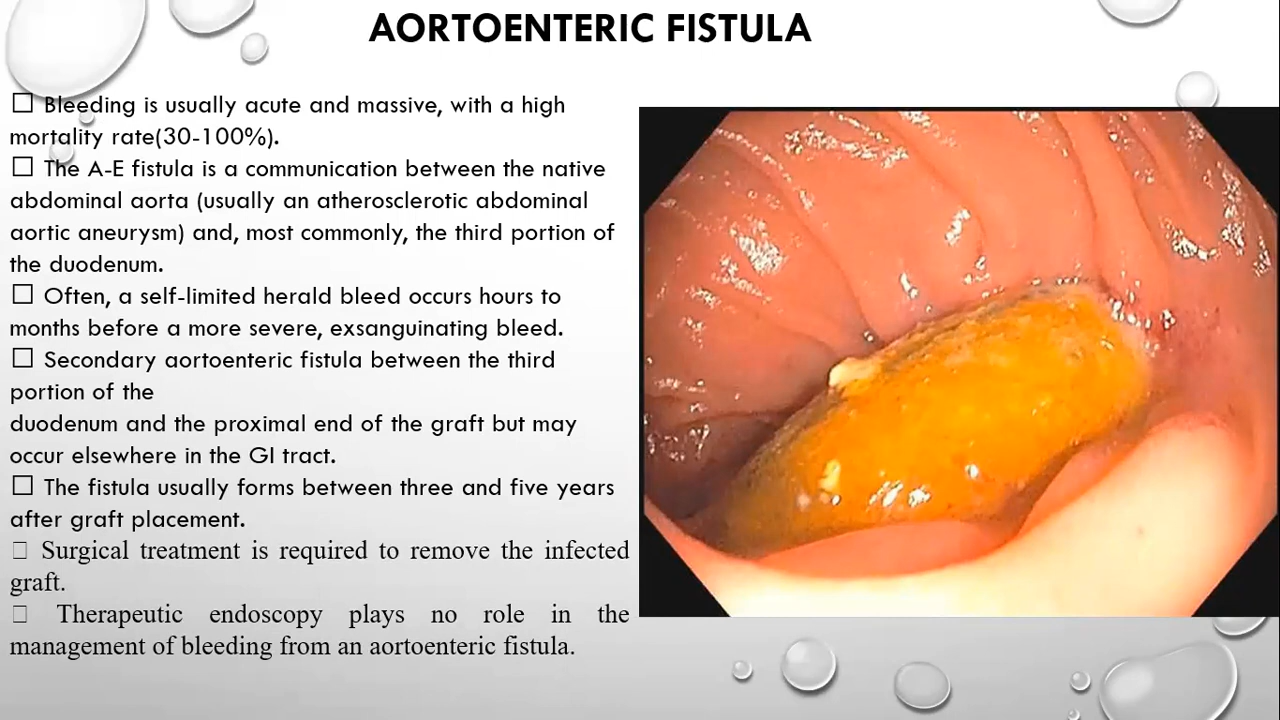 AORTOENTERIC FISTULA
☐ Bleeding is usually acute and massive, with a high
mortality rate(30-100%).
☐ The A-E fistula is a communication between the native
abdominal aorta (usually an atherosclerotic abdominal
aortic aneurysm) and, most commonly, the third portion of
the duodenum.
☐ Often, a self-limited herald bleed occurs hours to
months before a more severe, exsanguinating bleed.
☐ Secondary aortoenteric fistula between the third
portion of the
duodenum and the proximal end of the graft but may
occur elsewhere in the GI tract.
☐ The fistula usually forms between three and five years
after graft placement.
☐ Surgical treatment is required to remove the infected
graft.
☐ Therapeutic endoscopy plays no role in the
management of bleeding from an aortoenteric fistula.